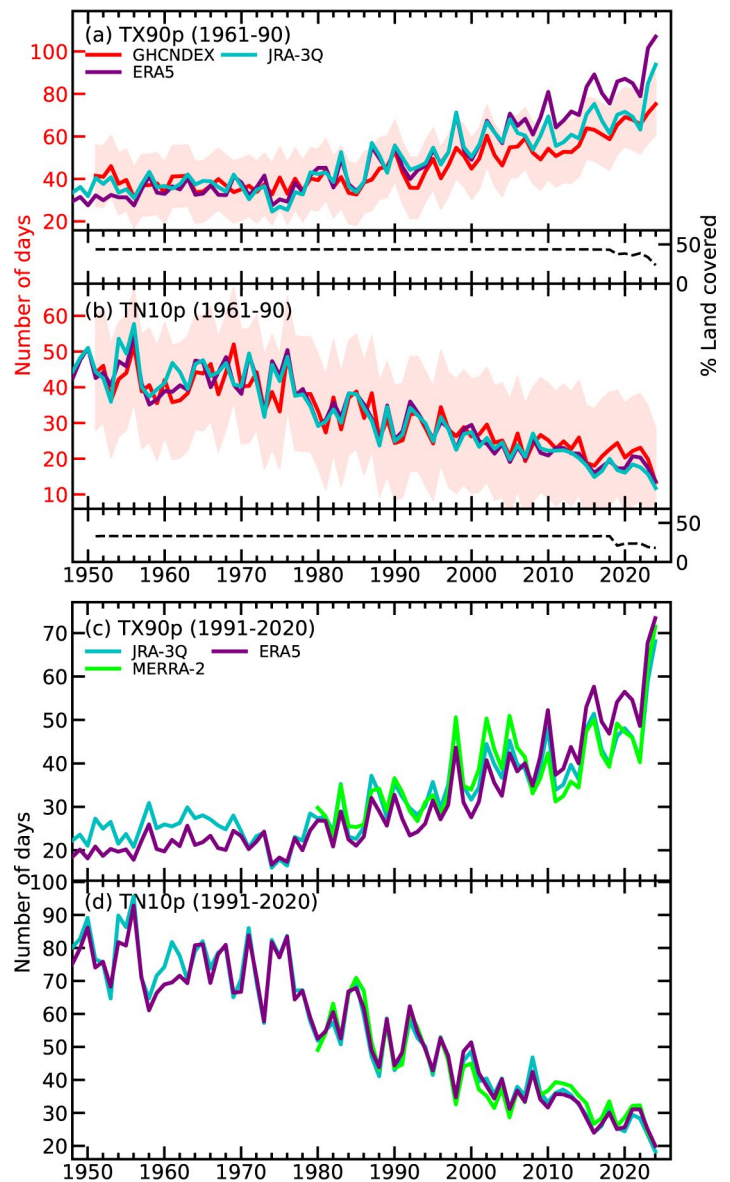 (a) TX90p (1961-90)
GHCNDEX JRA-3Q
ERA5
100
80
60
40
20
50
0
(b) TN10p (1961-90)
60
50
40
30
20
10
50
0
Number of days
% Land covered
1950 1960 1970 1980 1990 2000 2010 2020
(c) TX90p (1991-2020)
JRA-3Q ERA5
MERRA-2
70
60
50
40
30
20
(d) TN10p (1991-2020)
100
90
80
70
60
50
40
30
20
Number of days
1950 1960 1970 1980 1990 2000 2010 2020